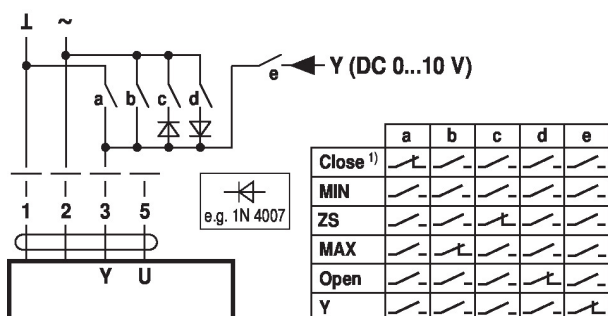 ⊥ ~
e Y (DC 0...10 V)
a b c d
1 2 3 5
e.g. 1N 4007
Y U
a b c d e
Close 1)
MIN
ZS
MAX
Open
Y